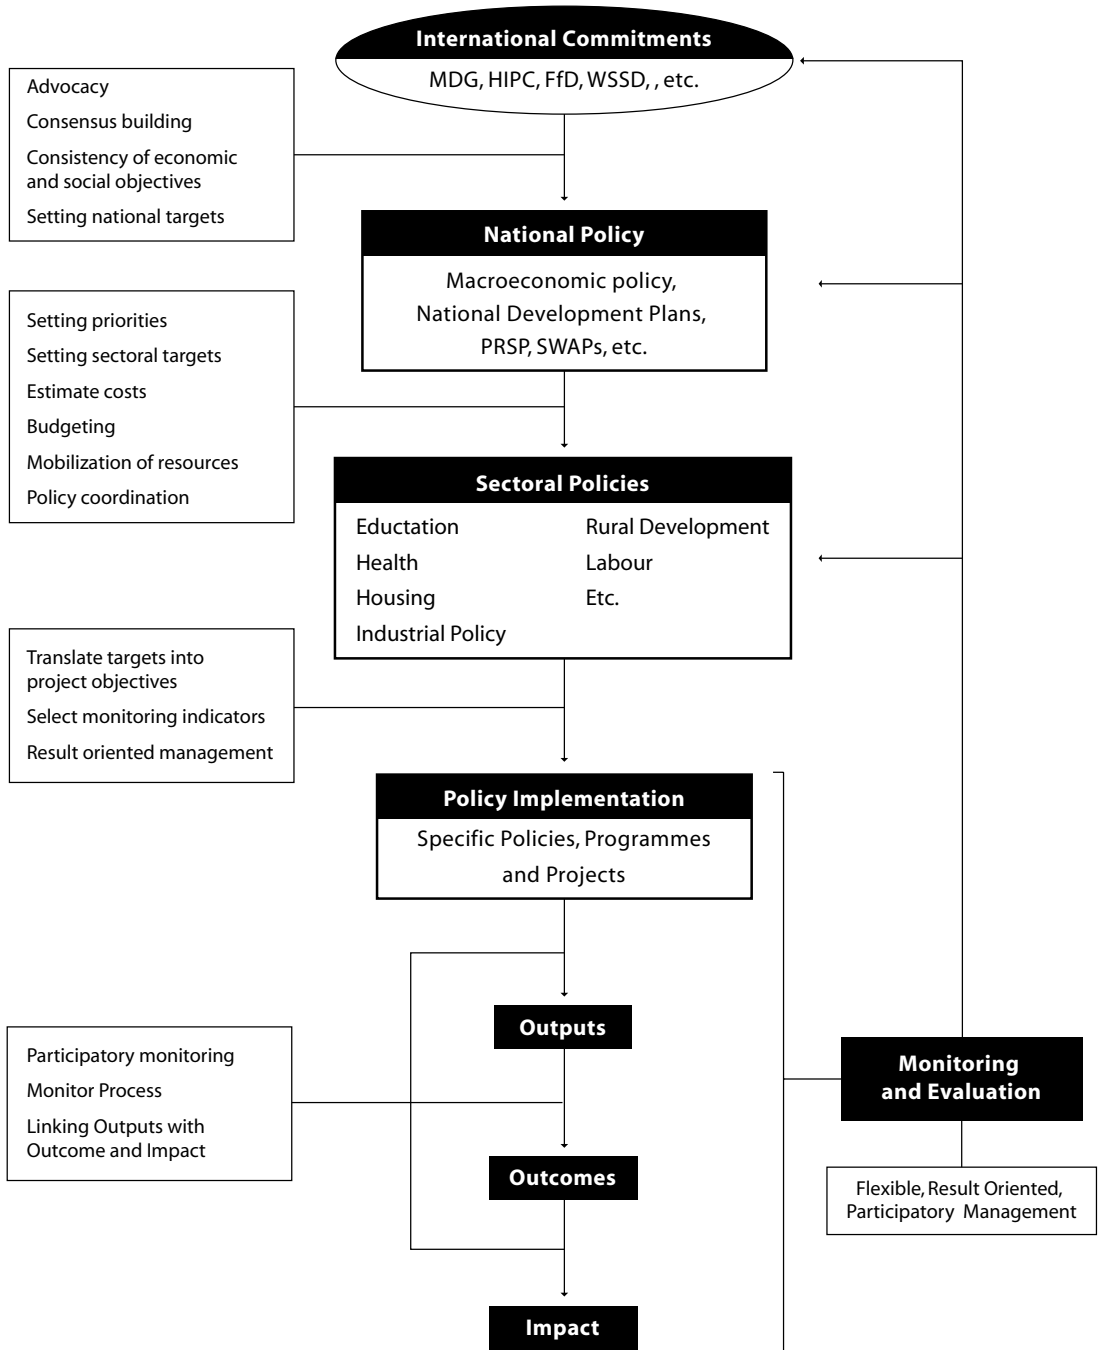 International Commitments
MDG, HIPC, FfD, WSSD, , etc.
Advocacy
Consensus building
Consistency of economic
and social objectives
Setting national targets
National Policy
Macroeconomic policy,
National Development Plans,
PRSP, SWAPs, etc.
Setting priorities
Setting sectoral targets
Estimate costs
Budgeting
Mobilization of resources
Policy coordination
Sectoral Policies
Eductation
Health
Housing
Industrial Policy
Rural Development
Labour
Etc.
Translate targets into
project objectives
Select monitoring indicators
Result oriented management
Policy Implementation
Specific Policies, Programmes
and Projects
Outputs
Participatory monitoring
Monitor Process
Linking Outputs with
Outcome and Impact
Monitoring
and Evaluation
Outcomes
Flexible, Result Oriented,
Participatory Management
Impact